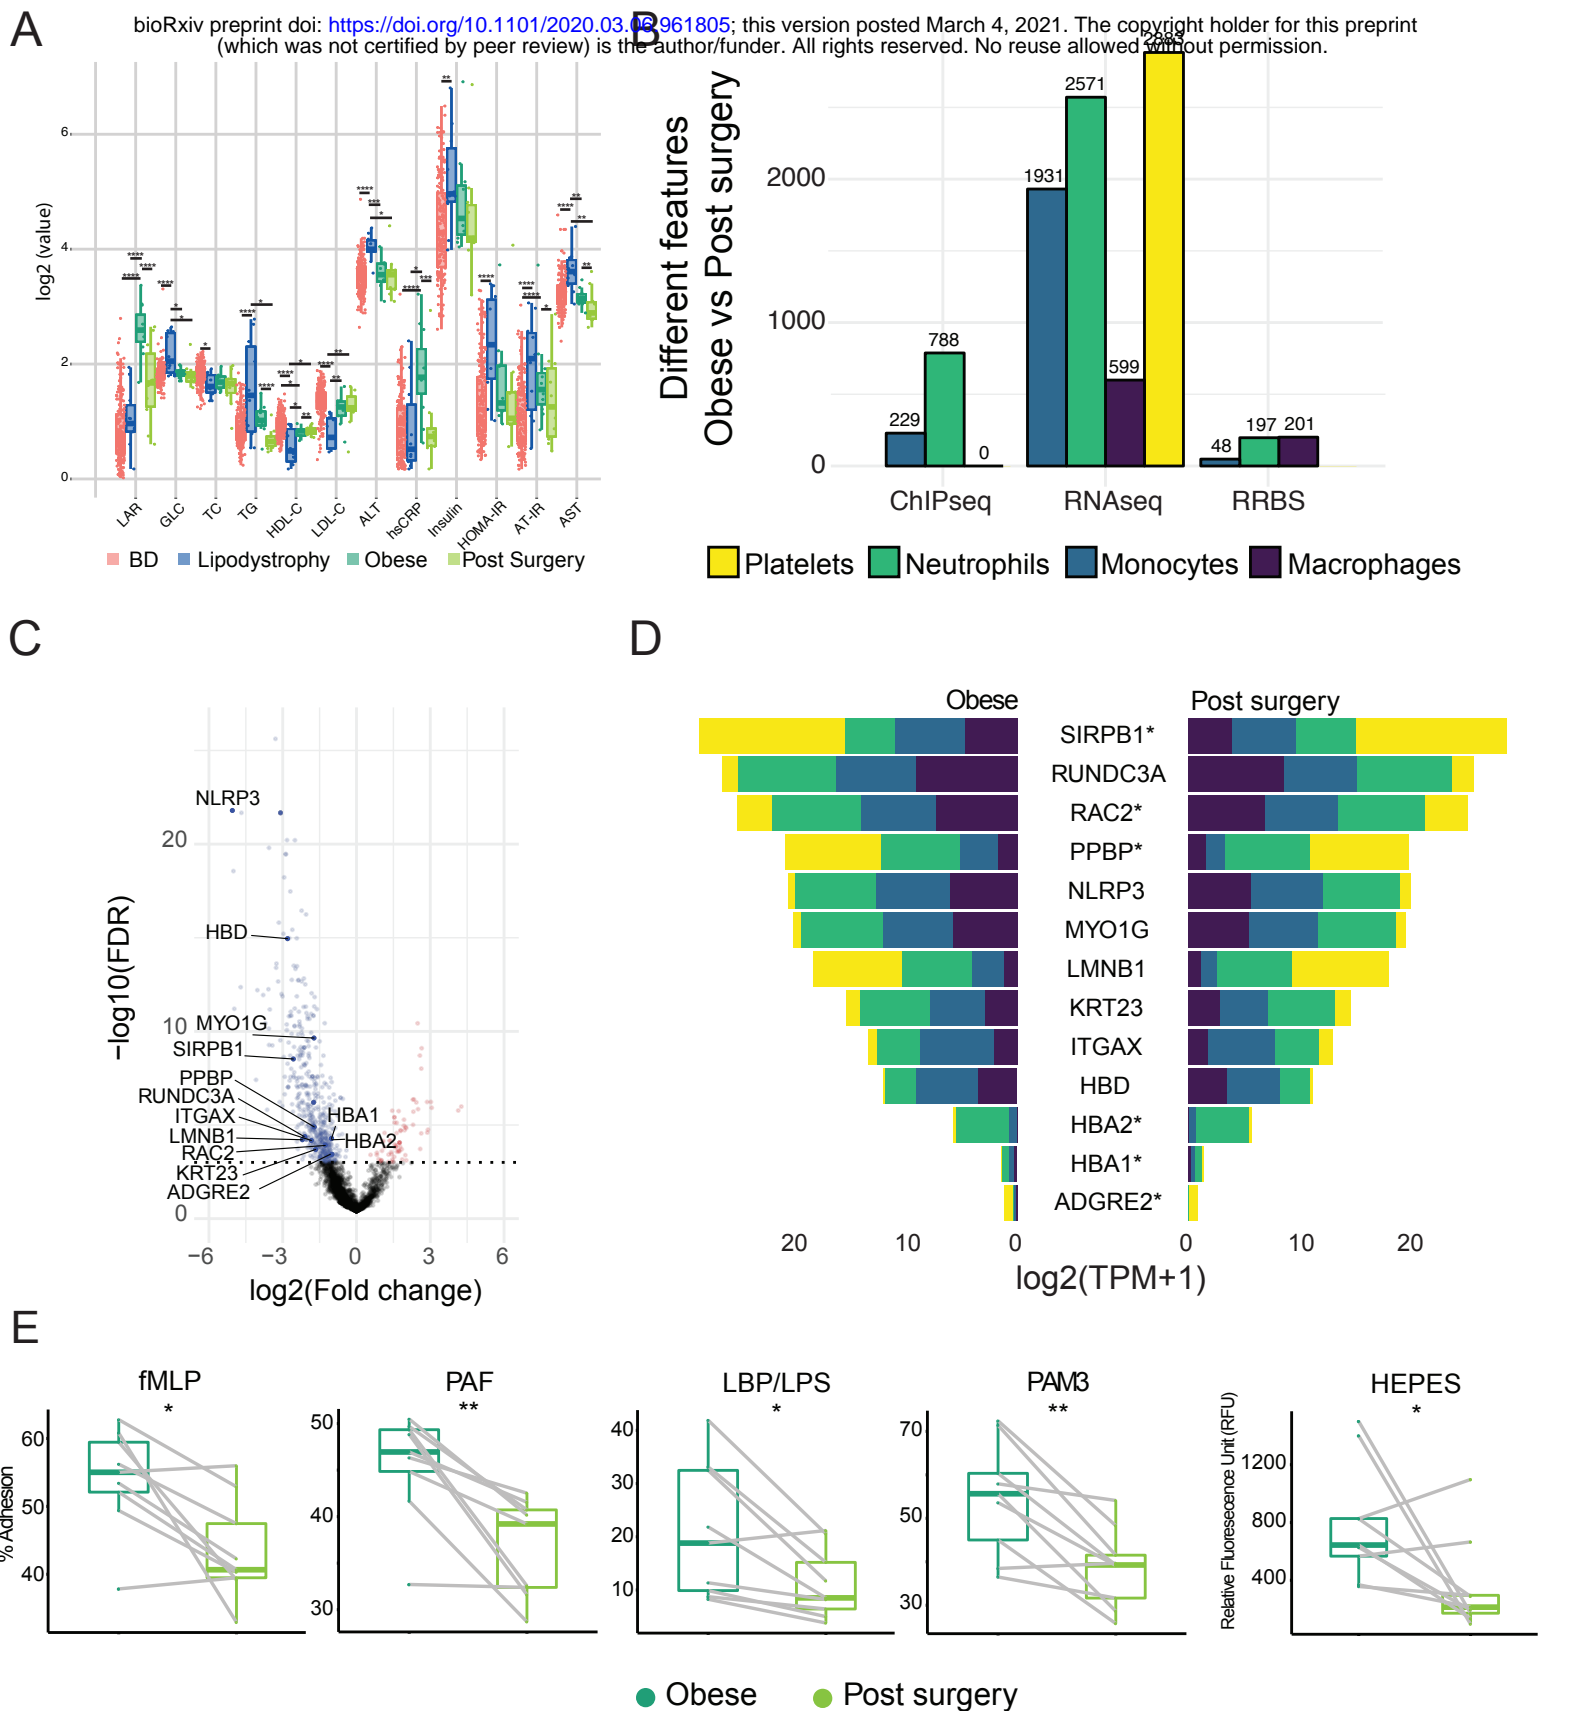 bioRxiv preprint doi: https://doi.org/10.1101/2020.03.06.961805; this version posted March 4, 2021. The copyright holder for this preprint
(which was not certified by peer review) is the author/funder. All rights reserved. No reuse allowed without permission.
A
log2 (value)
6
4
2
0
**
****
***
*
**
****
**
**
****
****
****
****
*
*
*
****
*
****
****
*
*
*
**
****
**
**
*
***
****
****
****
****
*
LAR
GLC
TC
TG
HDL-C
LDL-C
ALT
hsCRP
Insulin
HOMA-IR
AT-IR
AST
BD
Lipodystrophy
Obese
Post Surgery
B
Different features
Obese vs Post surgery
2000
1000
0
229
788
0
1931
2571
599
2883
48
197
201
ChIPseq
RNAseq
RRBS
Platelets
Neutrophils
Monocytes
Macrophages
C
−log10(FDR)
20
10
0
NLRP3
HBD
MYO1G
SIRPB1
PPBP
RUNDC3A
ITGAX
LMNB1
RAC2
KRT23
ADGRE2
HBA1
HBA2
−6
−3
0
3
6
log2(Fold change)
D
Obese
Post surgery
SIRPB1*
RUNDC3A
RAC2*
PPBP*
NLRP3
MYO1G
LMNB1
KRT23
ITGAX
HBD
HBA2*
HBA1*
ADGRE2*
20
10
0
0
10
20
log2(TPM+1)
E
fMLP
*
% Adhesion
60
50
40
PAF
**
50
40
30
LBP/LPS
*
40
30
20
10
PAM3
**
70
50
30
HEPES
*
Relative Fluorescence Unit (RFU)
1200
800
400
Obese
Post surgery